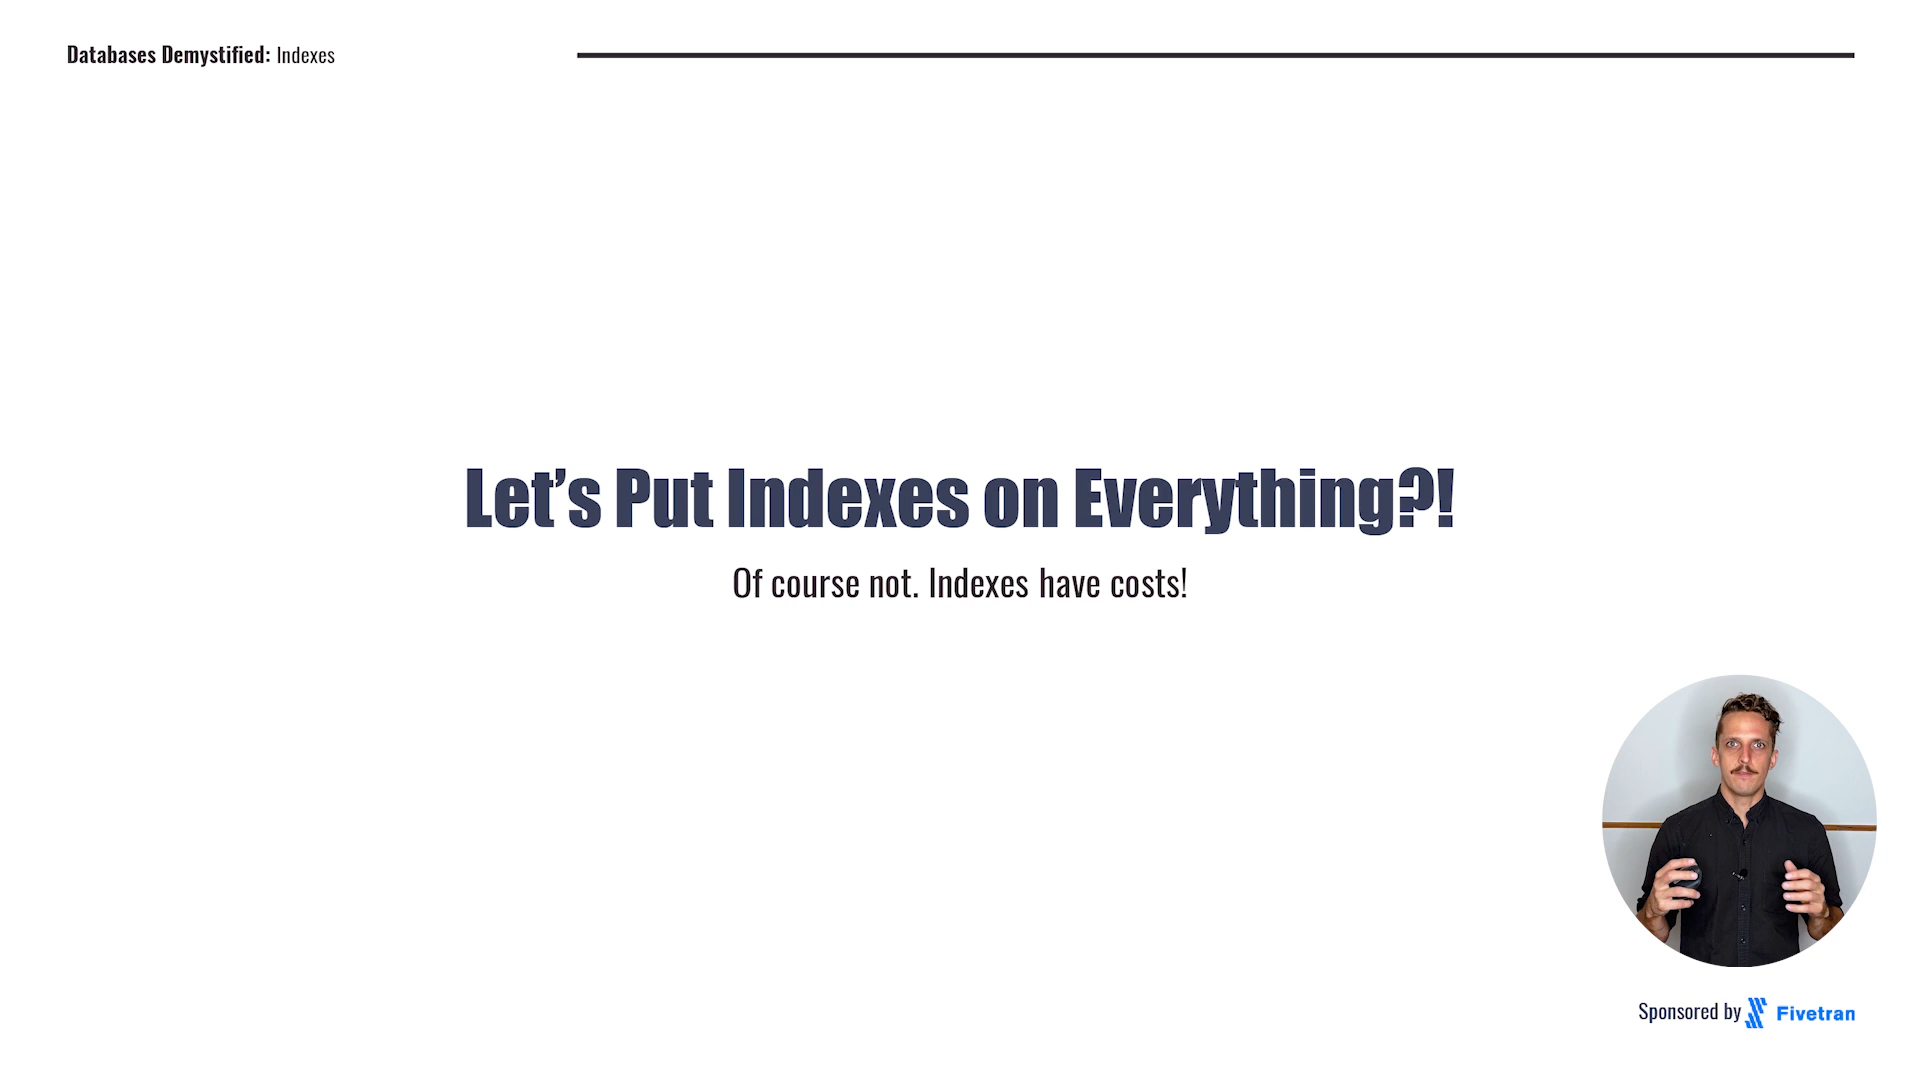 Databases Demystified: Indexes
Let’s Put Indexes on Everything?!
Of course not. Indexes have costs!
Sponsored by Fivetran